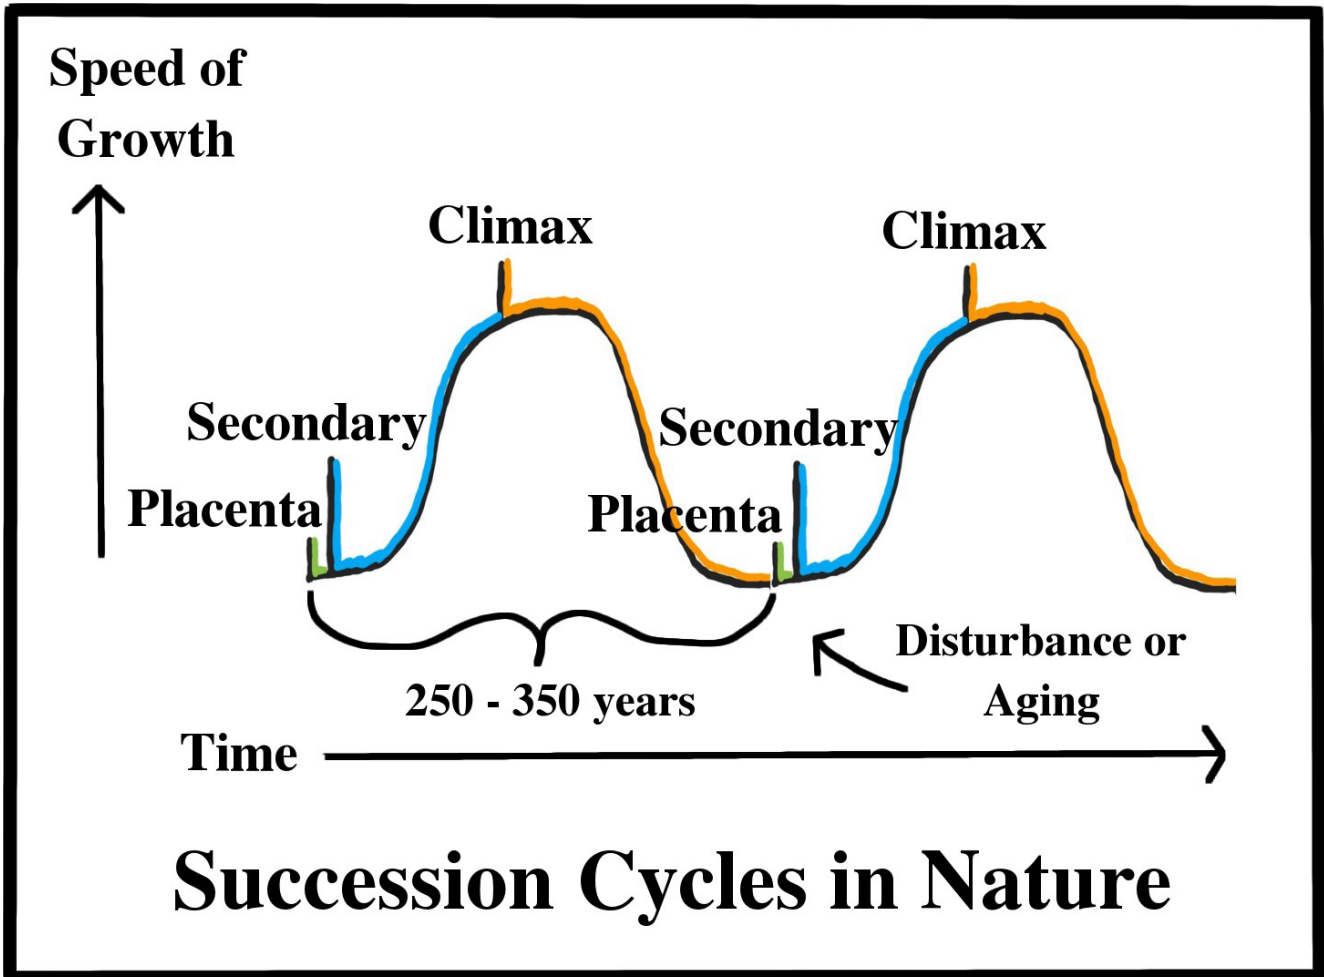 Speed of
Growth
Climax
Climax
Secondary
Secondary
Placenta
Placenta
Disturbance or
Aging
250 - 350 years
Time
Succession Cycles in Nature